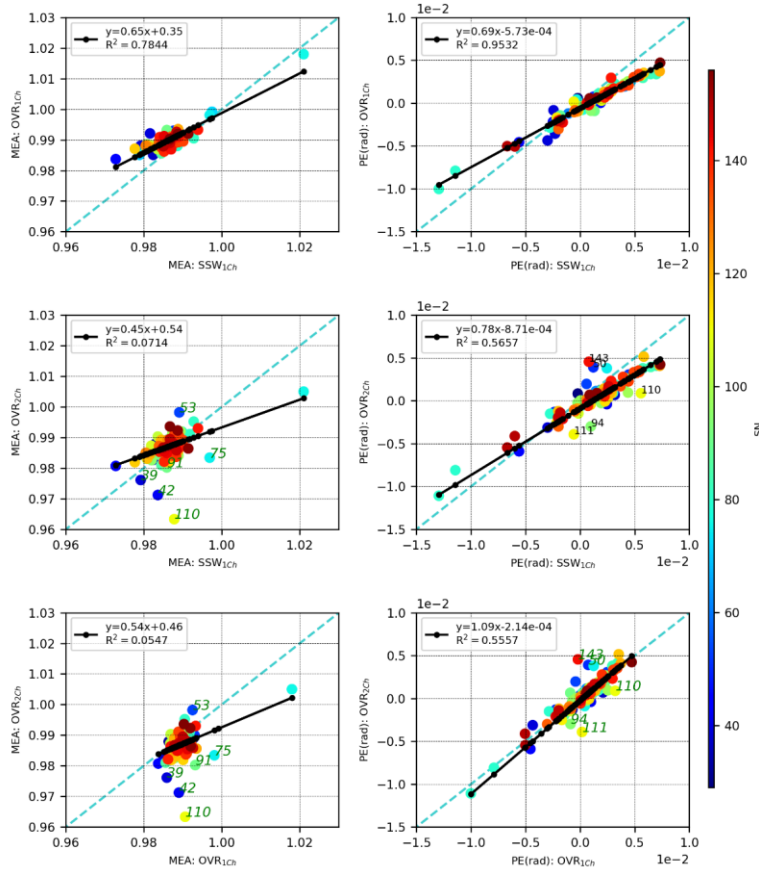 1.03
1.02
1.01
1.00
0.99
0.98
0.97
0.96
0.96 0.98 1.00 1.02
MEA: OVR1Ch
MEA: SSW1Ch
y=0.65x+0.35
R² = 0.7844
1e−2
1.0
0.5
0.0
−0.5
−1.0
−1.5
−1.5 −1.0 −0.5 0.0 0.5 1.0
1e−2
PE(rad): OVR1Ch
PE(rad): SSW1Ch
y=0.69x-5.73e-04
R² = 0.9532
1.03
1.02
1.01
1.00
0.99
0.98
0.97
0.96
0.96 0.98 1.00 1.02
MEA: OVR2Ch
MEA: SSW1Ch
y=0.45x+0.54
R² = 0.0714
53
75
91
39
42
110
1e−2
1.0
0.5
0.0
−0.5
−1.0
−1.5
−1.5 −1.0 −0.5 0.0 0.5 1.0
1e−2
PE(rad): OVR2Ch
PE(rad): SSW1Ch
y=0.78x-8.71e-04
R² = 0.5657
143
50
110
94
111
1.03
1.02
1.01
1.00
0.99
0.98
0.97
0.96
0.96 0.98 1.00 1.02
MEA: OVR2Ch
MEA: OVR1Ch
y=0.54x+0.46
R² = 0.0547
53
75
91
39
42
110
1e−2
1.0
0.5
0.0
−0.5
−1.0
−1.5
−1.5 −1.0 −0.5 0.0 0.5 1.0
1e−2
PE(rad): OVR2Ch
PE(rad): OVR1Ch
y=1.09x-2.14e-04
R² = 0.5557
143
50
110
94
111
140
120
100
80
60
40
SN